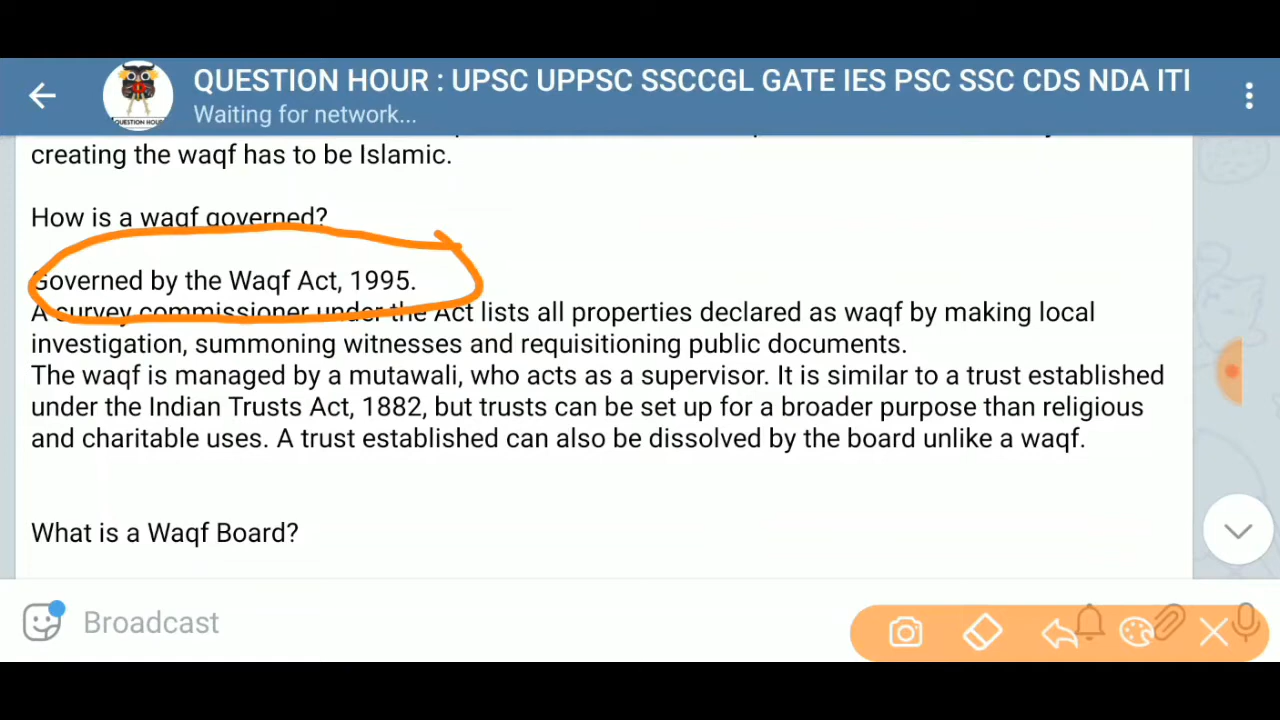 QUESTION HOUR : UPSC UPPSC SSCCGL GATE IES PSC SSC CDS NDA ITI
QUESTION HOUR
Waiting for network...
creating the waqf has to be Islamic.
How is a waqf governed?
Governed by the Waqf Act, 1995.
A survey commissioner under the Act lists all properties declared as waqf by making local
investigation, summoning witnesses and requisitioning public documents.
The waqf is managed by a mutawali, who acts as a supervisor. It is similar to a trust established
under the Indian Trusts Act, 1882, but trusts can be set up for a broader purpose than religious
and charitable uses. A trust established can also be dissolved by the board unlike a waqf.
What is a Waqf Board?
Broadcast